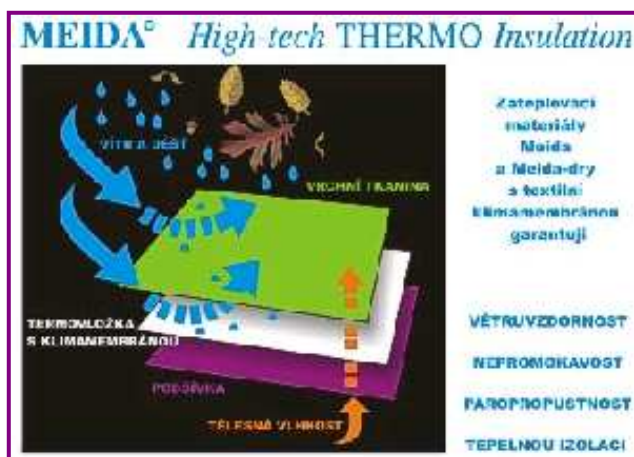 MEIDA® High-tech THERMO Insulation
VÍTR A DÉŠŤ
VRCHNÍ TKANINA
TERMOVLOŽKA
S KLIMAMEMBRÁNOU
PODŠÍVKA
TĚLESNÁ VLHKOST
Zateplovací
materiály
Meida
a Meida-dry
s textilní
klimamembránou
garantují
VĚTRUVZDORNOST
NEPROMOKAVOST
PAROPROPUSTNOST
TEPELNOU IZOLACI